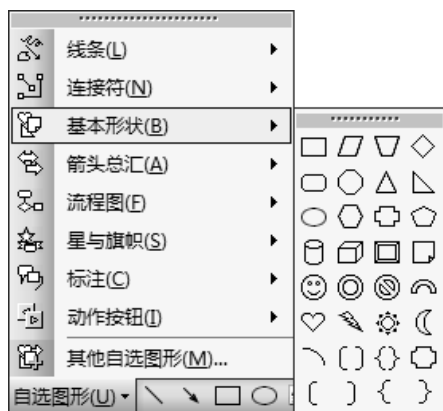 线条(L)
连接符(N)
基本形状(B)
箭头总汇(A)
流程图(F)
星与旗帜(S)
标注(C)
动作按钮(I)
其他自选图形(M)...
自选图形(U)